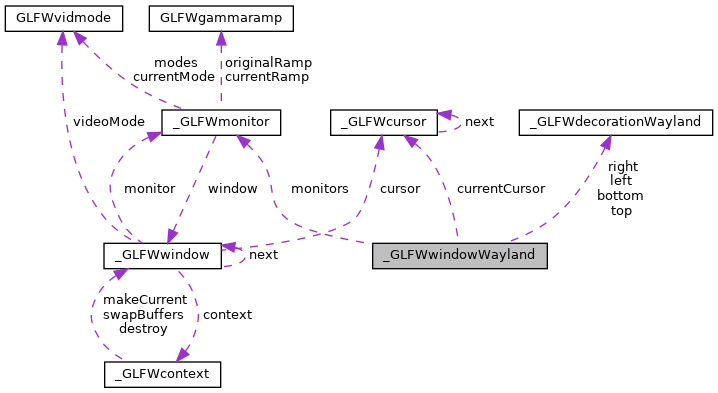 GLFWvidmode
GLFWgammaramp
modes
currentMode
originalRamp
currentRamp
videoMode
_GLFWmonitor
_GLFWcursor
next
_GLFWdecorationWayland
monitor
window
monitors
cursor
currentCursor
right
left
bottom
top
_GLFWwindow
next
_GLFWwindowWayland
makeCurrent
swapBuffers
destroy
context
_GLFWcontext